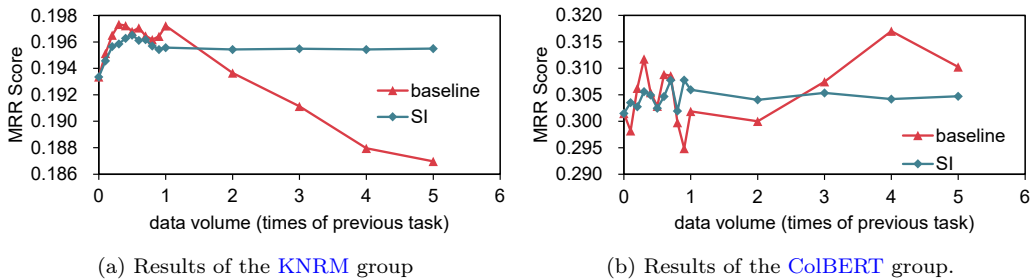 0.198
0.196
0.194
0.192
0.190
0.188
0.186
MRR Score
baseline
SI
0 1 2 3 4 5 6
data volume (times of previous task)
(a) Results of the KNRM group
0.320
0.315
0.310
0.305
0.300
0.295
0.290
MRR Score
baseline
SI
0 1 2 3 4 5 6
data volume (times of previous task)
(b) Results of the ColBERT group.